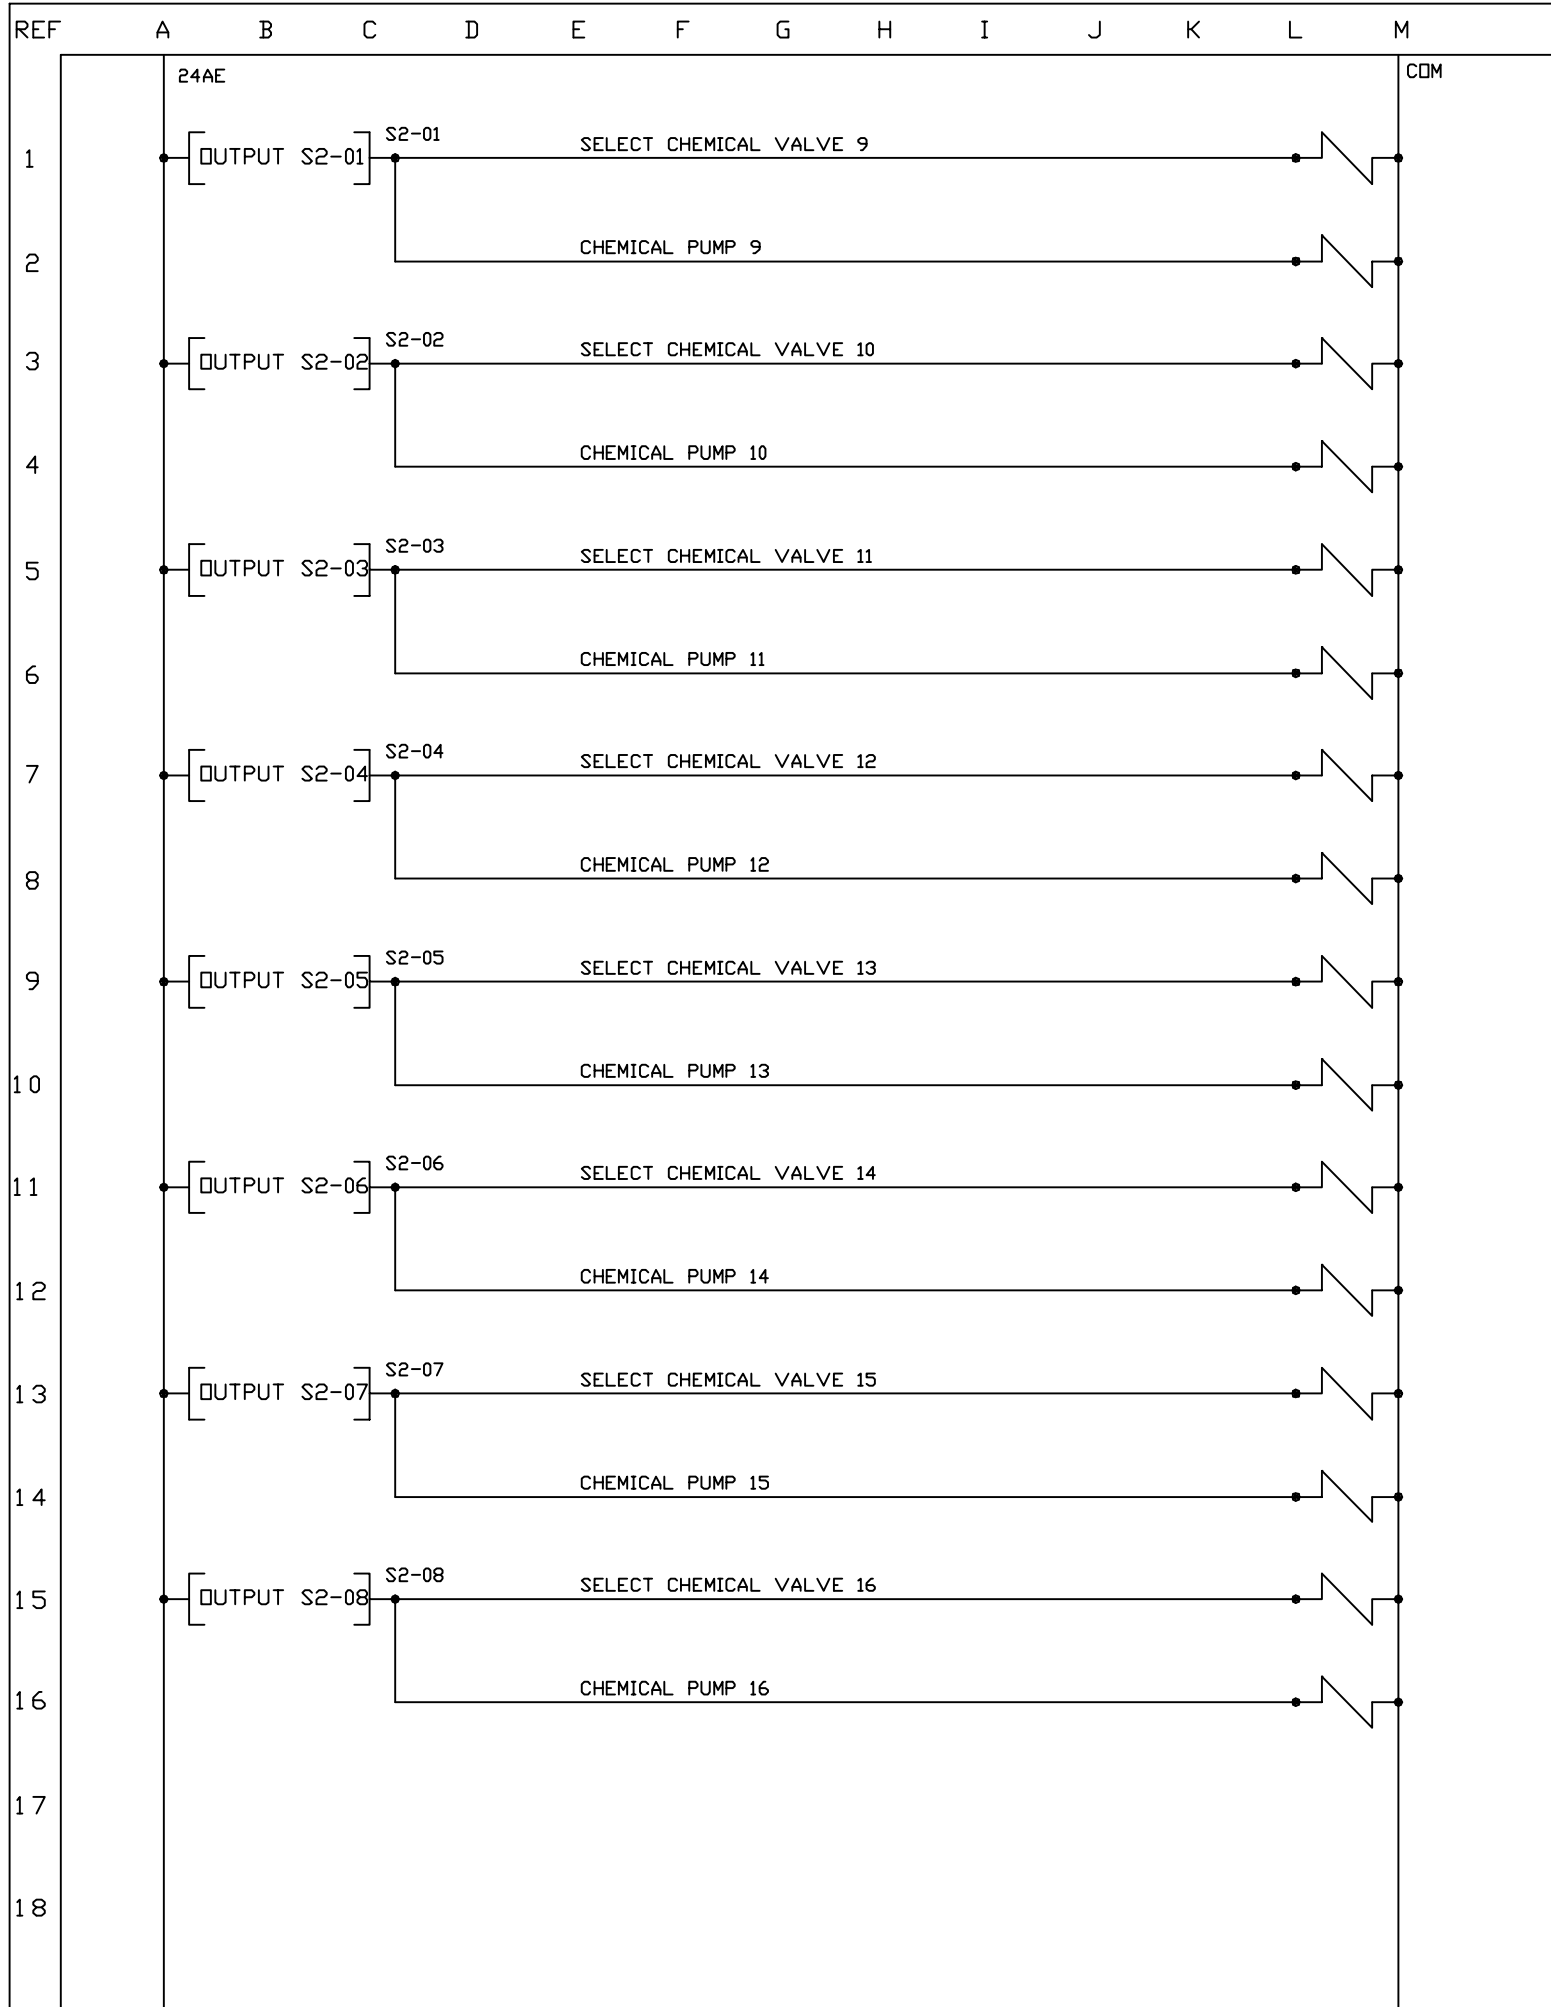 REF A B C D E F G H I J K L M
24AE COM
S2-01 SELECT CHEMICAL VALVE 9
1 OUTPUT S2-01
CHEMICAL PUMP 9
2
S2-02 SELECT CHEMICAL VALVE 10
3 OUTPUT S2-02
CHEMICAL PUMP 10
4
S2-03 SELECT CHEMICAL VALVE 11
5 OUTPUT S2-03
CHEMICAL PUMP 11
6
S2-04 SELECT CHEMICAL VALVE 12
7 OUTPUT S2-04
CHEMICAL PUMP 12
8
S2-05 SELECT CHEMICAL VALVE 13
9 OUTPUT S2-05
CHEMICAL PUMP 13
10
S2-06 SELECT CHEMICAL VALVE 14
11 OUTPUT S2-06
CHEMICAL PUMP 14
12
S2-07 SELECT CHEMICAL VALVE 15
13 OUTPUT S2-07
CHEMICAL PUMP 15
14
S2-08 SELECT CHEMICAL VALVE 16
15 OUTPUT S2-08
CHEMICAL PUMP 16
16
17
18